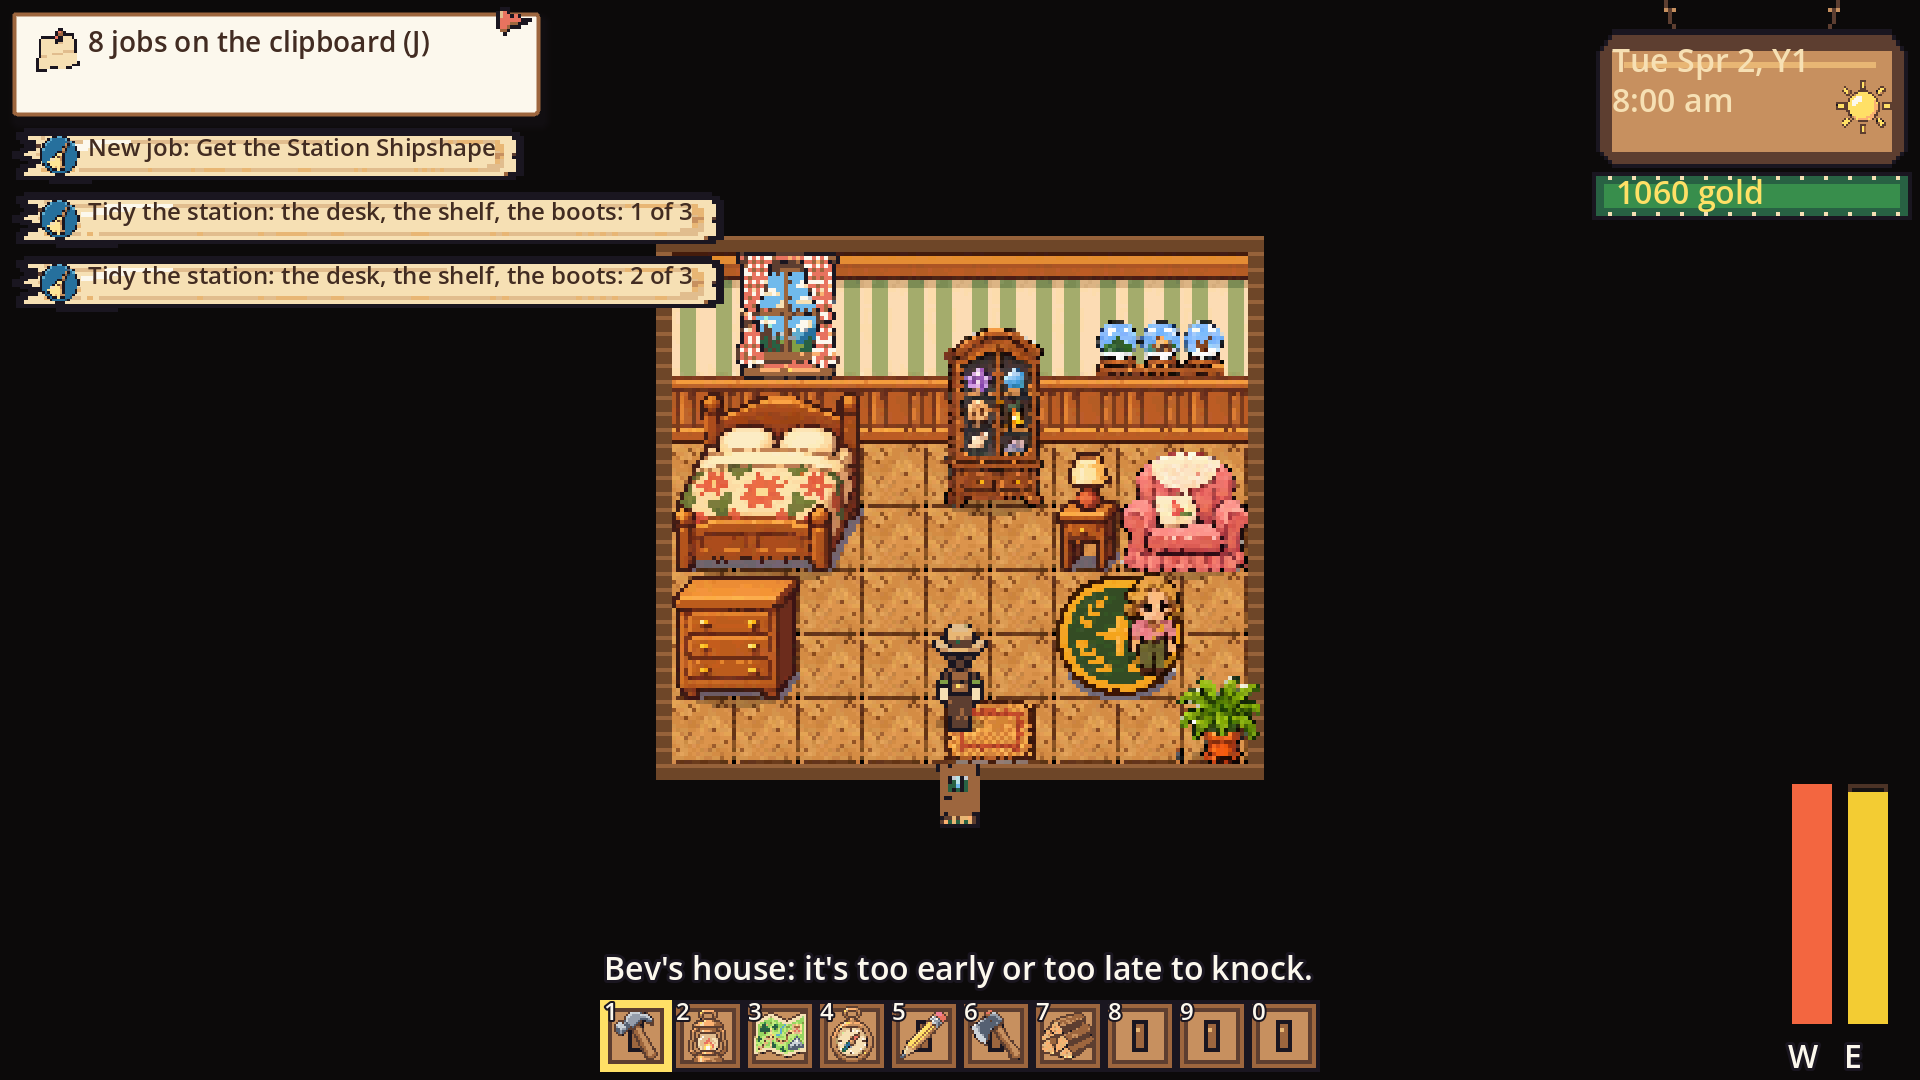 8 jobs on the clipboard (J)
Tue Spr 2, Y1
8:00 am
1060 gold
New job: Get the Station Shipshape
Tidy the station: the desk, the shelf, the boots: 1 of 3
Tidy the station: the desk, the shelf, the boots: 2 of 3
Bev's house: it's too early or too late to knock.
1 2 3 4 5 6 7 8 9 0
W E